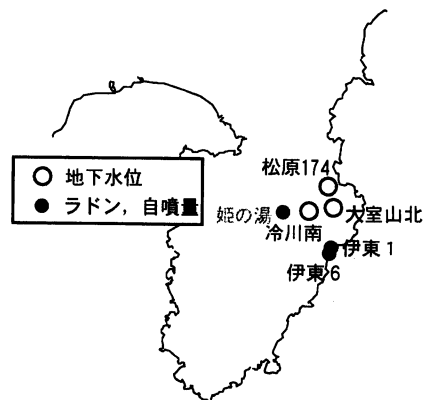 松原174
地下水位
ラドン，自噴量
姫の湯
大室山北
冷川南
伊東1
伊東6